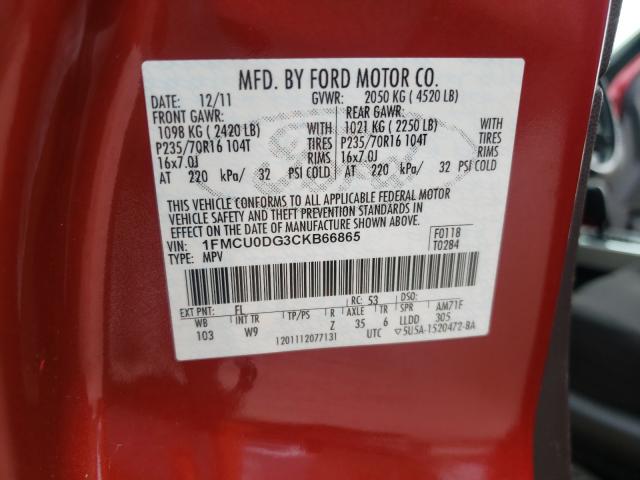 MFD. BY FORD MOTOR CO.
DATE: 12/11 GVWR: 2050 KG (4520 LB)
FRONT GAWR: REAR GAWR:
1098 KG (2420 LB) WITH 1021 KG (2250 LB) WITH
P235/70R16 104T TIRES P235/70R16 104T TIRES
16x7.0J RIMS 16x7.0J RIMS
AT 220 kPa/ 32 PSI COLD AT 220 kPa/ 32 PSI COLD
THIS VEHICLE CONFORMS TO ALL APPLICABLE FEDERAL MOTOR
VEHICLE SAFETY AND THEFT PREVENTION STANDARDS IN
EFFECT ON THE DATE OF MANUFACTURE SHOWN ABOVE.
VIN: 1FMCU0DG3CKB66865 F0118
TYPE: MPV T0284
EXT PNT: FL RC: 53 DSO:
WB INT TR TP/PS R AXLE TR LLDD AM71F
103 W9 Z 35 6 305
1201112077131 UTC ▽5U5A-1520472-BA